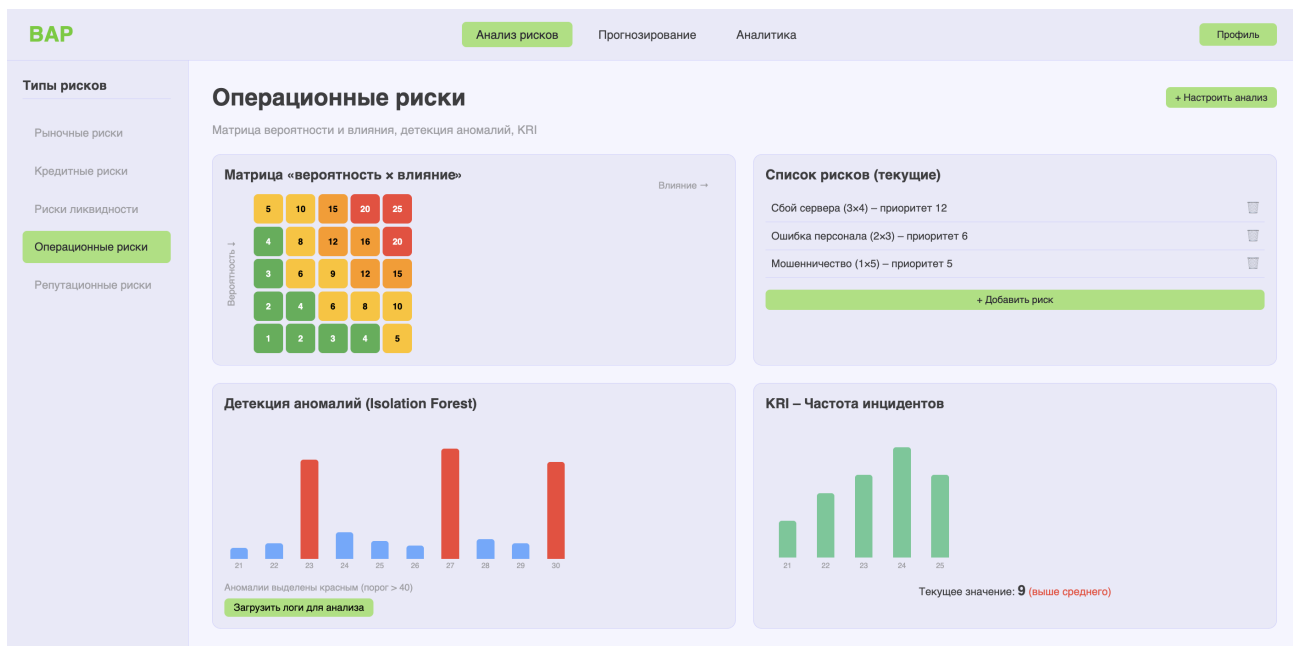 BAP
Анализ рисков
Прогнозирование
Аналитика
Профиль
Типы рисков
Рыночные риски
Кредитные риски
Риски ликвидности
Операционные риски
Репутационные риски
Операционные риски
+ Настроить анализ
Матрица вероятности и влияния, детекция аномалий, KRI
Матрица «вероятность × влияние»
Влияние →
Вероятность ↓
5 10 15 20 25
4 8 12 16 20
3 6 9 12 15
2 4 6 8 10
1 2 3 4 5
Список рисков (текущие)
Сбой сервера (3×4) – приоритет 12
Ошибка персонала (2×3) – приоритет 6
Мошенничество (1×5) – приоритет 5
+ Добавить риск
Детекция аномалий (Isolation Forest)
21 22 23 24 25 26 27 28 29 30
Аномалии выделены красным (порог > 40)
Загрузить логи для анализа
KRI – Частота инцидентов
21 22 23 24 25
Текущее значение: 9 (выше среднего)